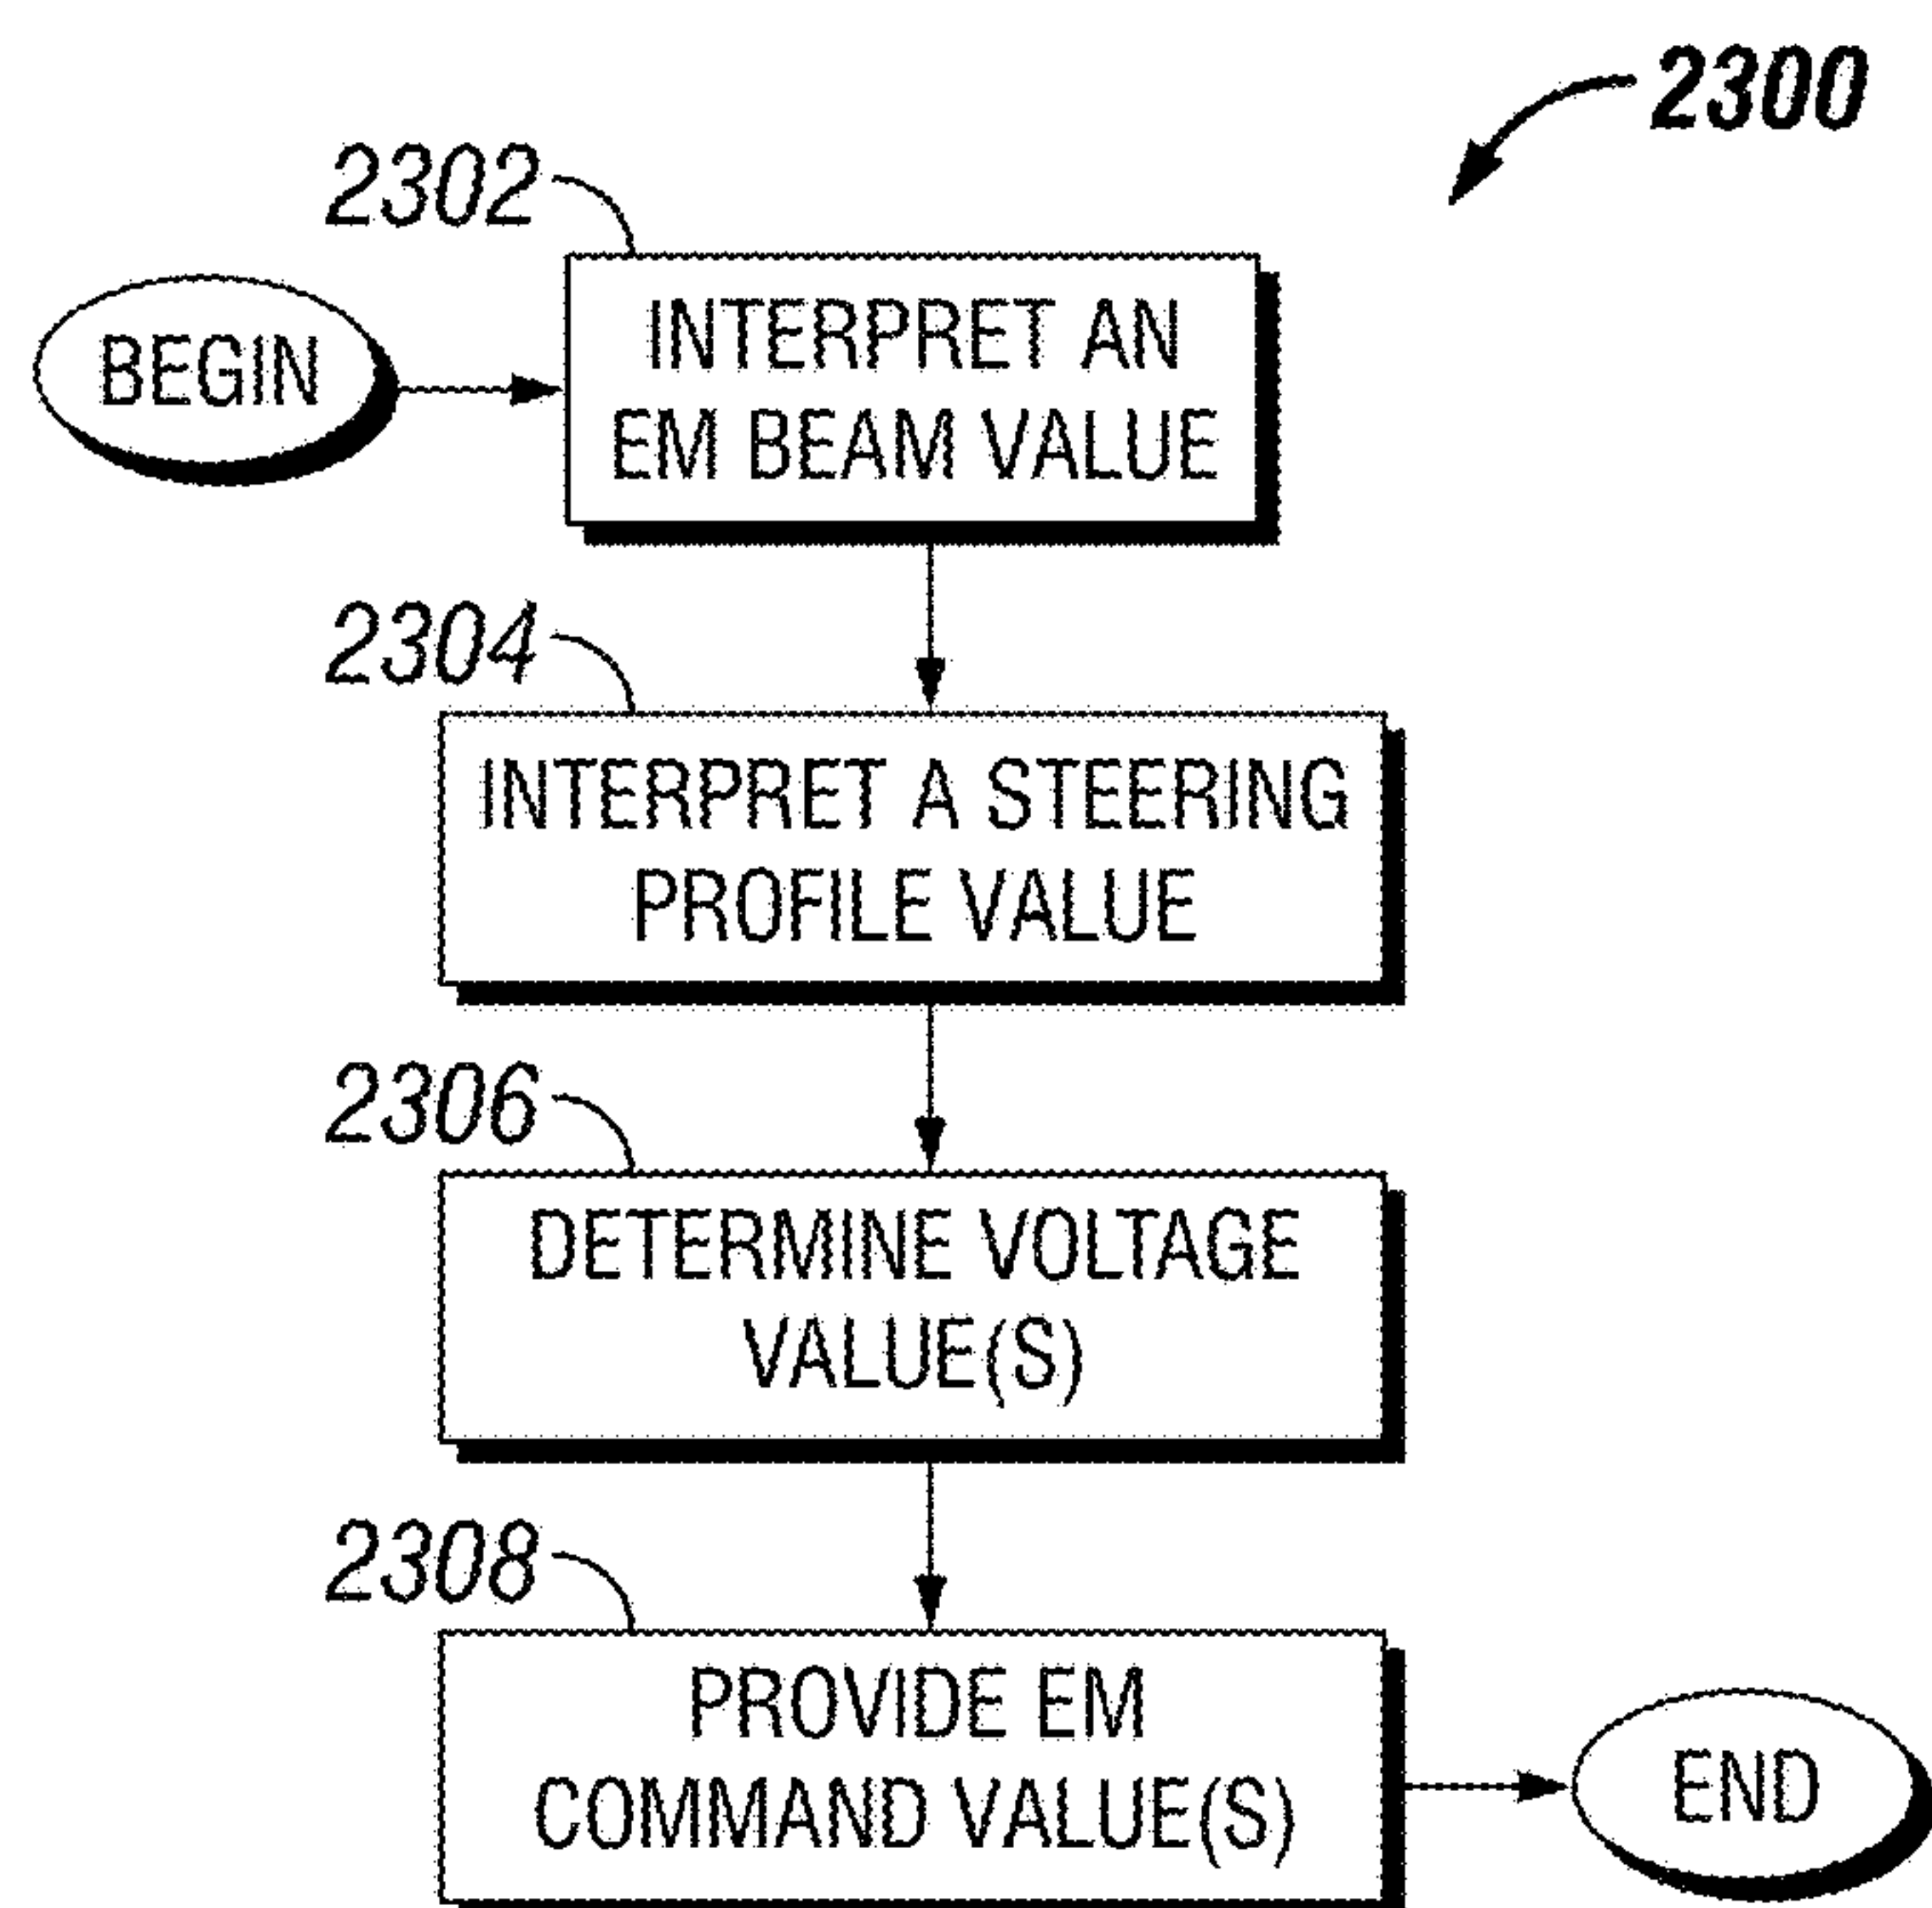 2300
2302
BEGIN
INTERPRET AN
EM BEAM VALUE
2304
INTERPRET A STEERING
PROFILE VALUE
2306
DETERMINE VOLTAGE
VALUE(S)
2308
PROVIDE EM
COMMAND VALUE(S)
END